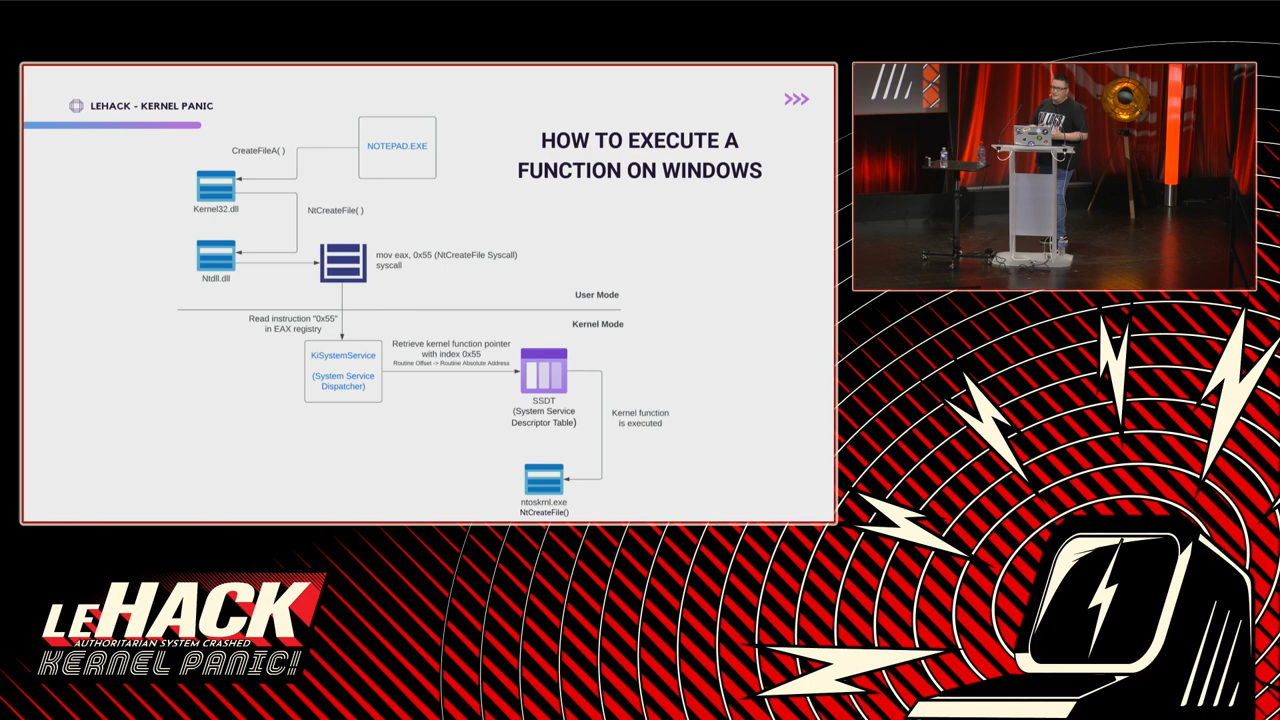 LEHACK - KERNEL PANIC
HOW TO EXECUTE A
FUNCTION ON WINDOWS
NOTEPAD.EXE
CreateFileA( )
Kernel32.dll
NtCreateFile( )
Ntdll.dll
mov eax, 0x55 (NtCreateFile Syscall)
syscall
User Mode
Kernel Mode
Read instruction "0x55"
in EAX registry
KiSystemService
(System Service
Dispatcher)
Retrieve kernel function pointer
with index 0x55
Routine Offset -> Routine Absolute Address
SSDT
(System Service
Descriptor Table)
Kernel function
is executed
ntoskrnl.exe
NtCreateFile()
LEHACK
AUTHORITARIAN SYSTEM CRASHED
KERNEL PANIC!